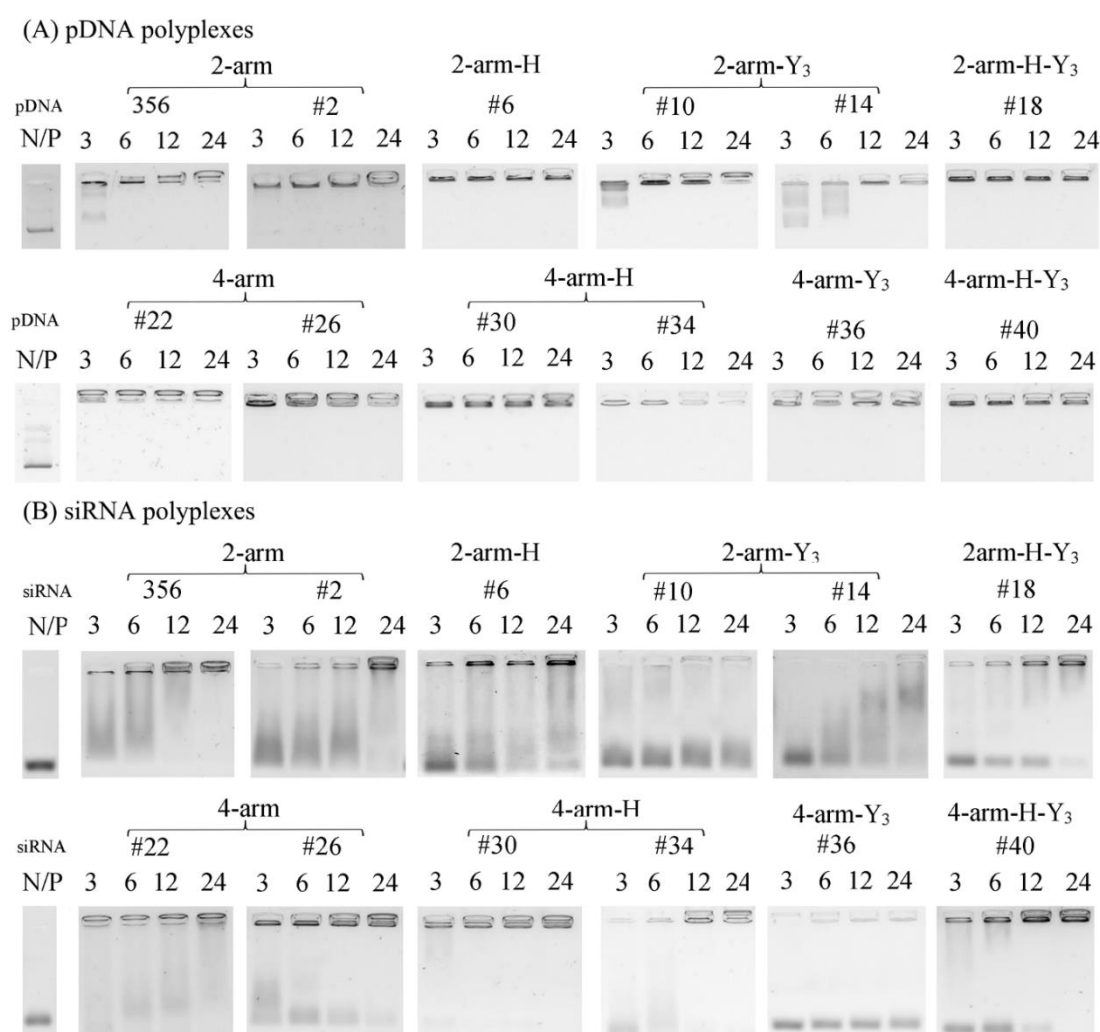 (A) pDNA polyplexes
2-arm 2-arm-H 2-arm-Y₃ 2-arm-H-Y₃
pDNA 356 #2 #6 #10 #14 #18
N/P 3 6 12 24 3 6 12 24 3 6 12 24 3 6 12 24 3 6 12 24 3 6 12 24
4-arm 4-arm-H 4-arm-Y₃ 4-arm-H-Y₃
pDNA #22 #26 #30 #34 #36 #40
N/P 3 6 12 24 3 6 12 24 3 6 12 24 3 6 12 24 3 6 12 24 3 6 12 24
(B) siRNA polyplexes
2-arm 2-arm-H 2-arm-Y₃ 2arm-H-Y₃
siRNA 356 #2 #6 #10 #14 #18
N/P 3 6 12 24 3 6 12 24 3 6 12 24 3 6 12 24 3 6 12 24 3 6 12 24
4-arm 4-arm-H 4-arm-Y₃ 4-arm-H-Y₃
siRNA #22 #26 #30 #34 #36 #40
N/P 3 6 12 24 3 6 12 24 3 6 12 24 3 6 12 24 3 6 12 24 3 6 12 24